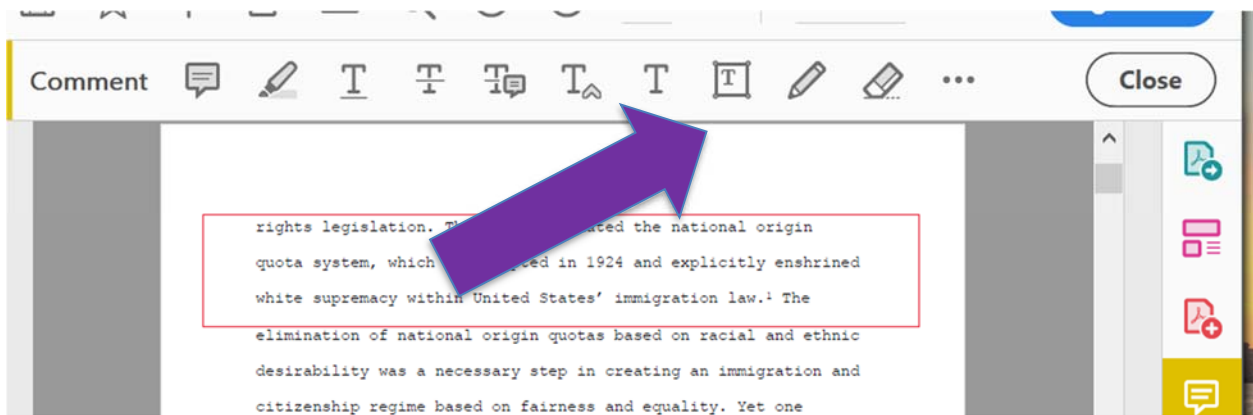 Comment T T T T T T Close
rights legislation. ated the national origin
quota system, which pted in 1924 and explicitly enshrined
white supremacy within United States’ immigration law.1 The
elimination of national origin quotas based on racial and ethnic
desirability was a necessary step in creating an immigration and
citizenship regime based on fairness and equality. Yet one